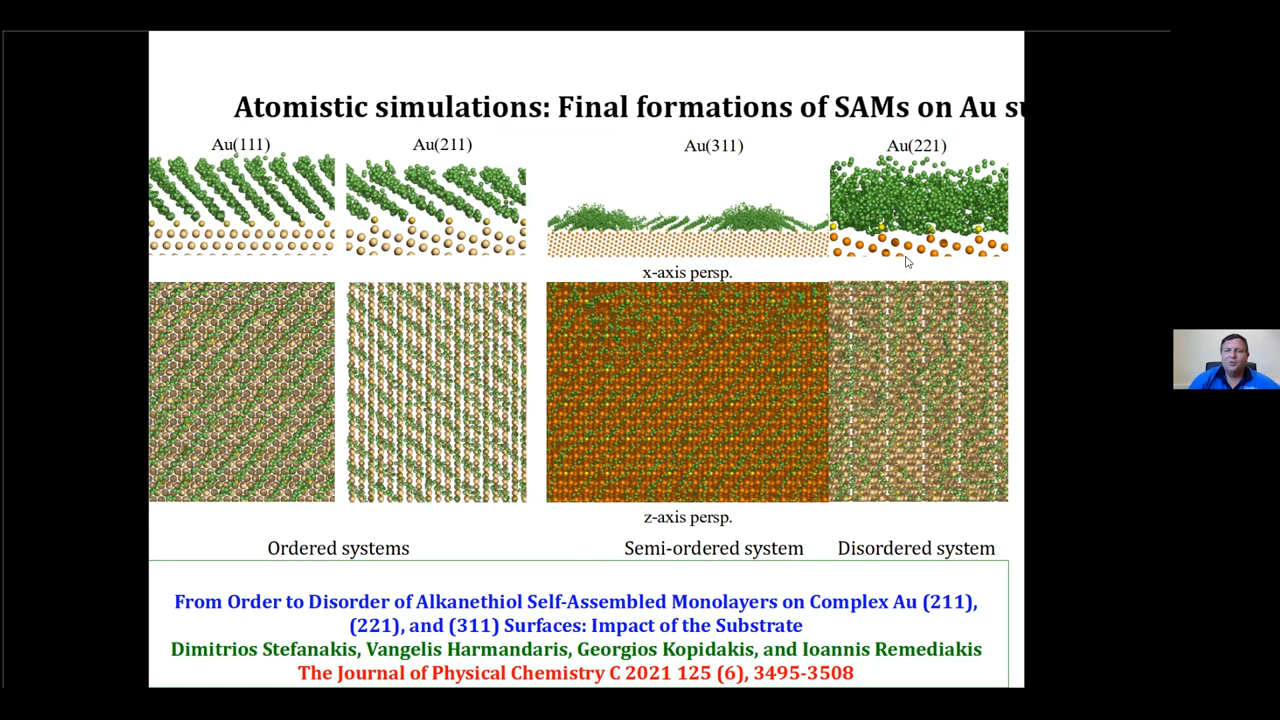 Atomistic simulations: Final formations of SAMs on Au
Au(111) Au(211) Au(311) Au(221)
x-axis persp.
z-axis persp.
Ordered systems Semi-ordered system Disordered system
From Order to Disorder of Alkanethiol Self-Assembled Monolayers on Complex Au (211),
(221), and (311) Surfaces: Impact of the Substrate
Dimitrios Stefanakis, Vangelis Harmandaris, Georgios Kopidakis, and Ioannis Remediakis
The Journal of Physical Chemistry C 2021 125 (6), 3495-3508